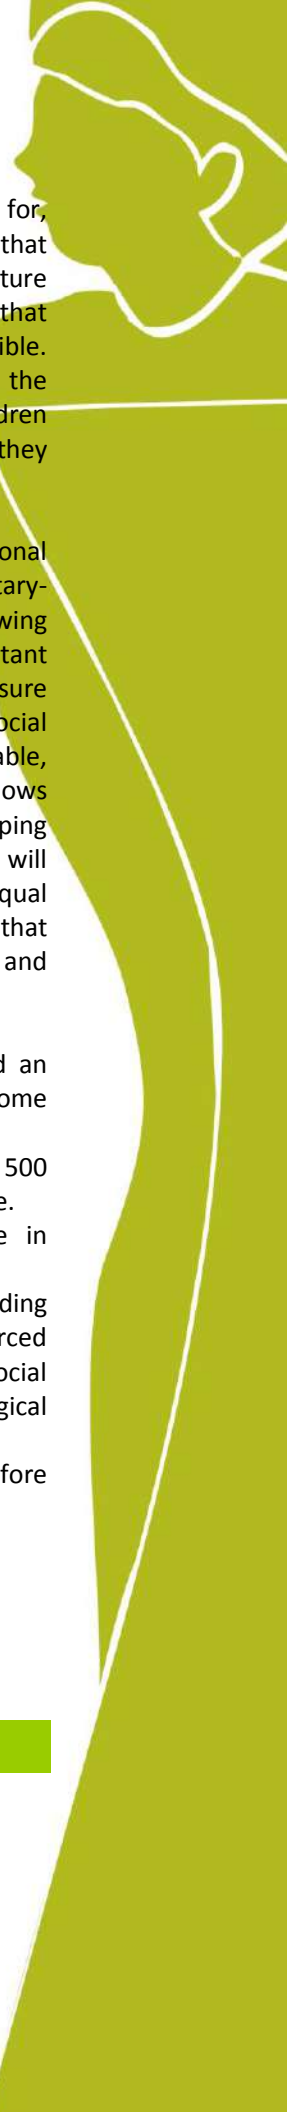 for,
that
ture
that
ible.
the
dren
they
onal
tary-
wing
tant
sure
ocial
able,
ows
ping
will
qual
that
and
d an
ome
500
e.
e in
ding
rced
ocial
gical
fore